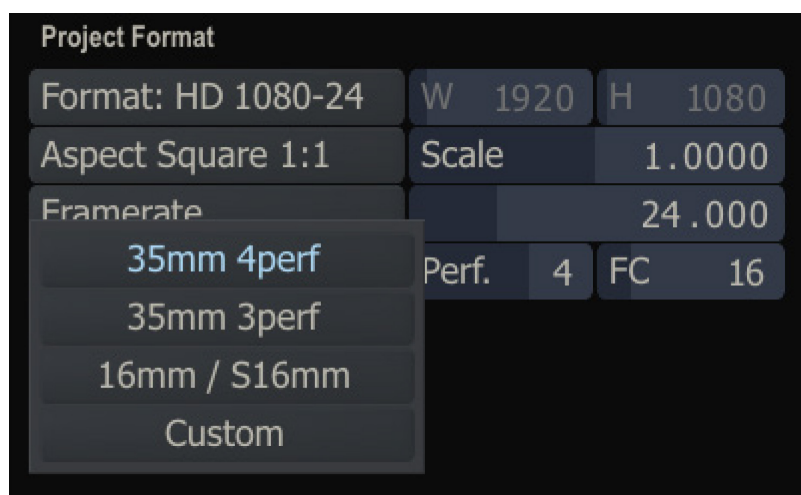 Project Format
Format: HD 1080-24 W 1920 H 1080
Aspect Square 1:1 Scale 1.0000
Framerate 24.000
35mm 4perf Perf. 4 FC 16
35mm 3perf
16mm / S16mm
Custom